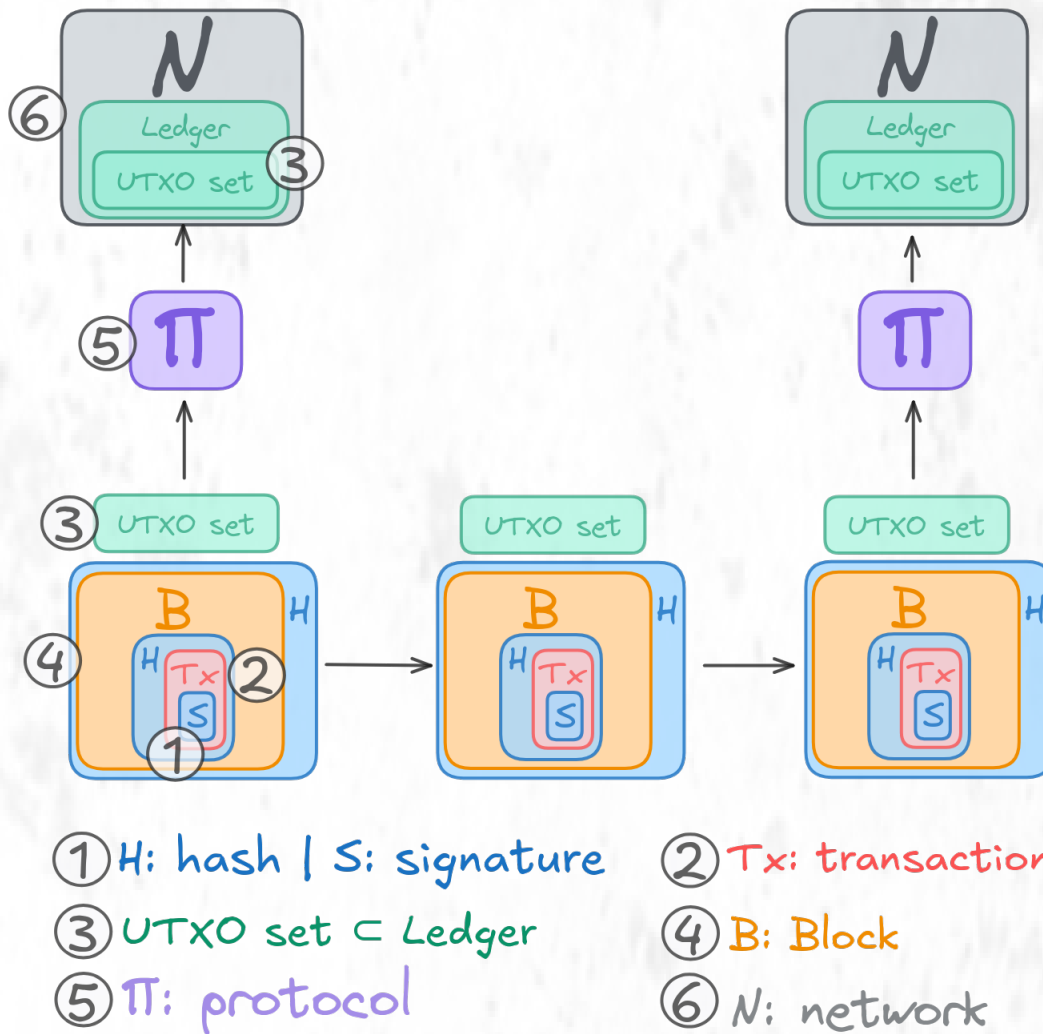 N N
⑥ Ledger ③ Ledger
UTXO set UTXO set
⑤ Π Π
③ UTXO set UTXO set UTXO set
B H B H B H
④ H Tx ② H Tx H Tx
S S S
①
① H: hash | S: signature ② Tx: transaction
③ UTXO set ⊂ Ledger ④ B: Block
⑤ Π: protocol ⑥ N: network